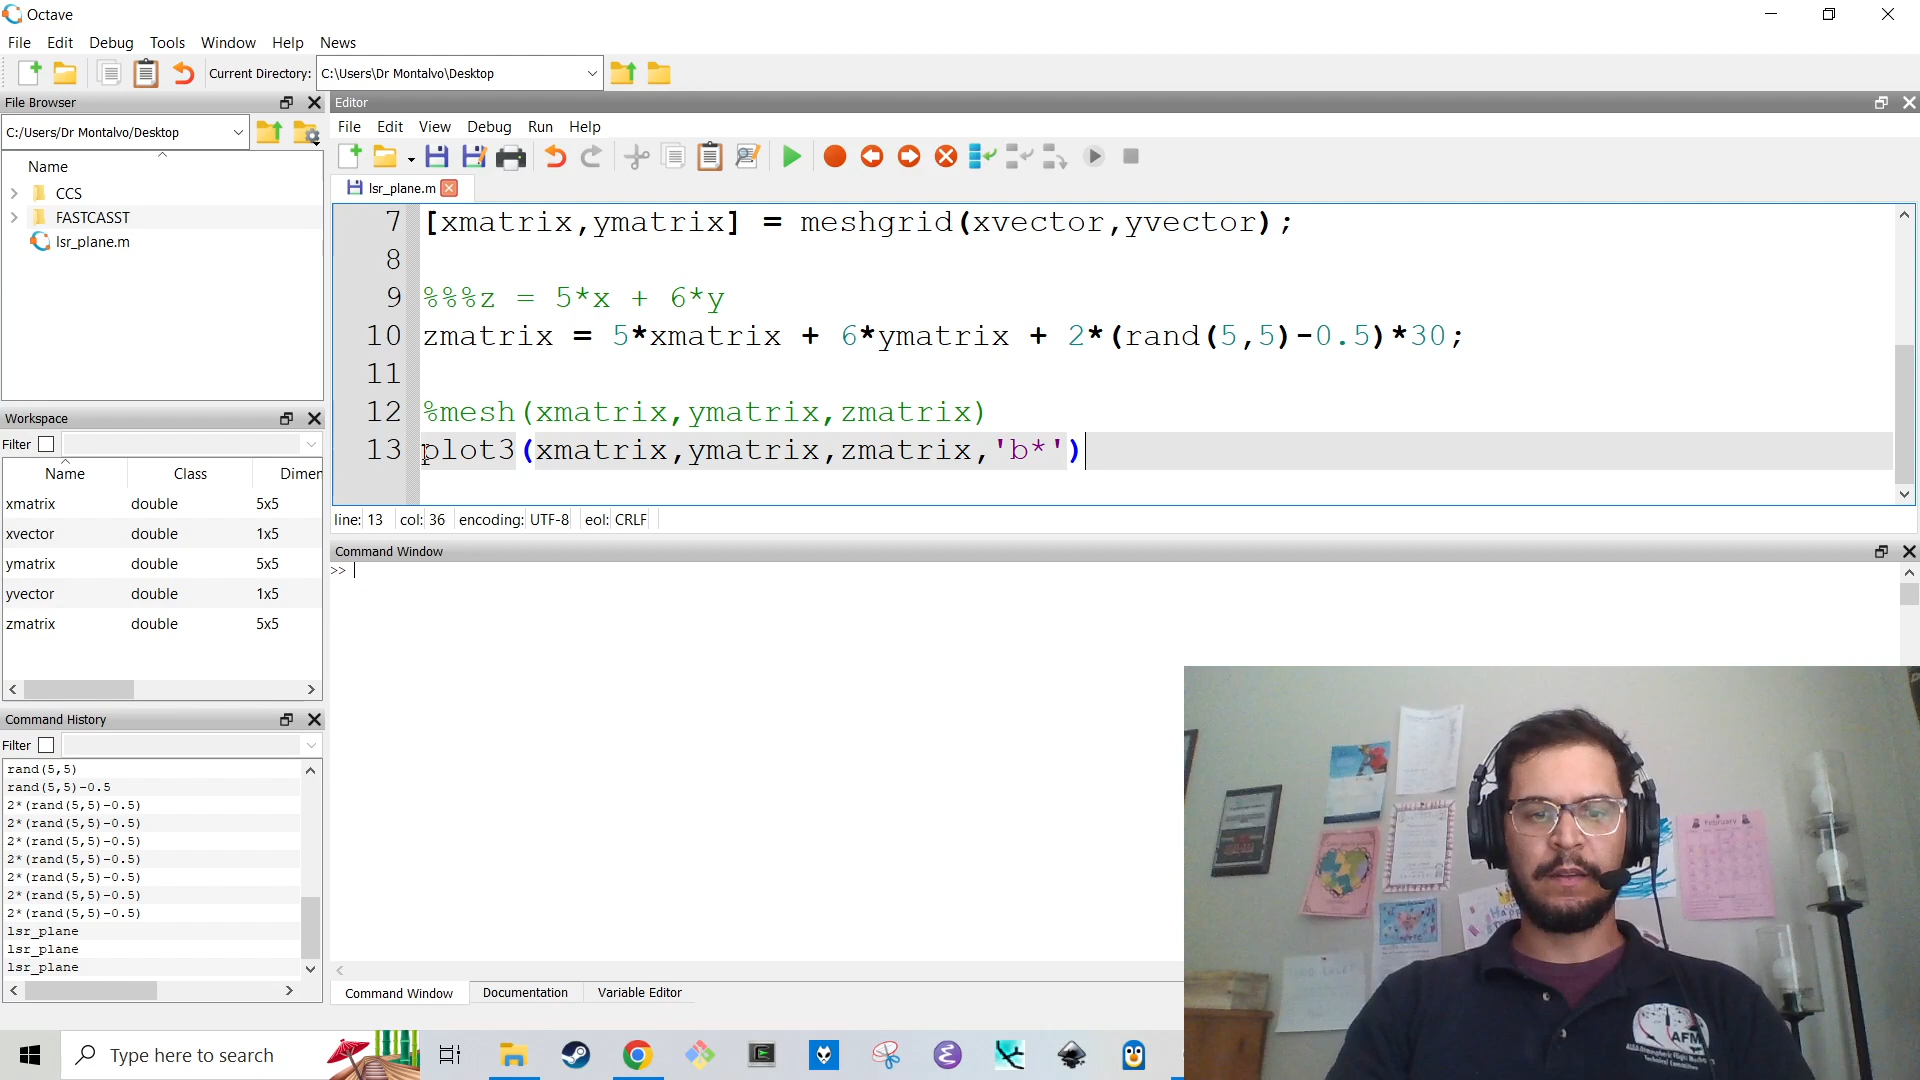 Octave
File Edit Debug Tools Window Help News
Current Directory: C:\Users\Dr Montalvo\Desktop
File Browser
C:/Users/Dr Montalvo/Desktop
Name
CCS
FASTCASST
lsr_plane.m
Workspace
Filter
Name Class Dimen
xmatrix double 5x5
xvector double 1x5
ymatrix double 5x5
yvector double 1x5
zmatrix double 5x5
Command History
Filter
rand(5,5)
rand(5,5)-0.5
2*(rand(5,5)-0.5)
2*(rand(5,5)-0.5)
2*(rand(5,5)-0.5)
2*(rand(5,5)-0.5)
2*(rand(5,5)-0.5)
2*(rand(5,5)-0.5)
2*(rand(5,5)-0.5)
lsr_plane
lsr_plane
lsr_plane
Editor
File Edit View Debug Run Help
lsr_plane.m
7 [xmatrix,ymatrix] = meshgrid(xvector,yvector);
8
9 %%%z = 5*x + 6*y
10 zmatrix = 5*xmatrix + 6*ymatrix + 2*(rand(5,5)-0.5)*30;
11
12 %mesh(xmatrix,ymatrix,zmatrix)
13 plot3(xmatrix,ymatrix,zmatrix,'b*')
line: 13 col: 36 encoding: UTF-8 eol: CRLF
Command Window
>>
Command Window Documentation Variable Editor
Type here to search
February
AFM